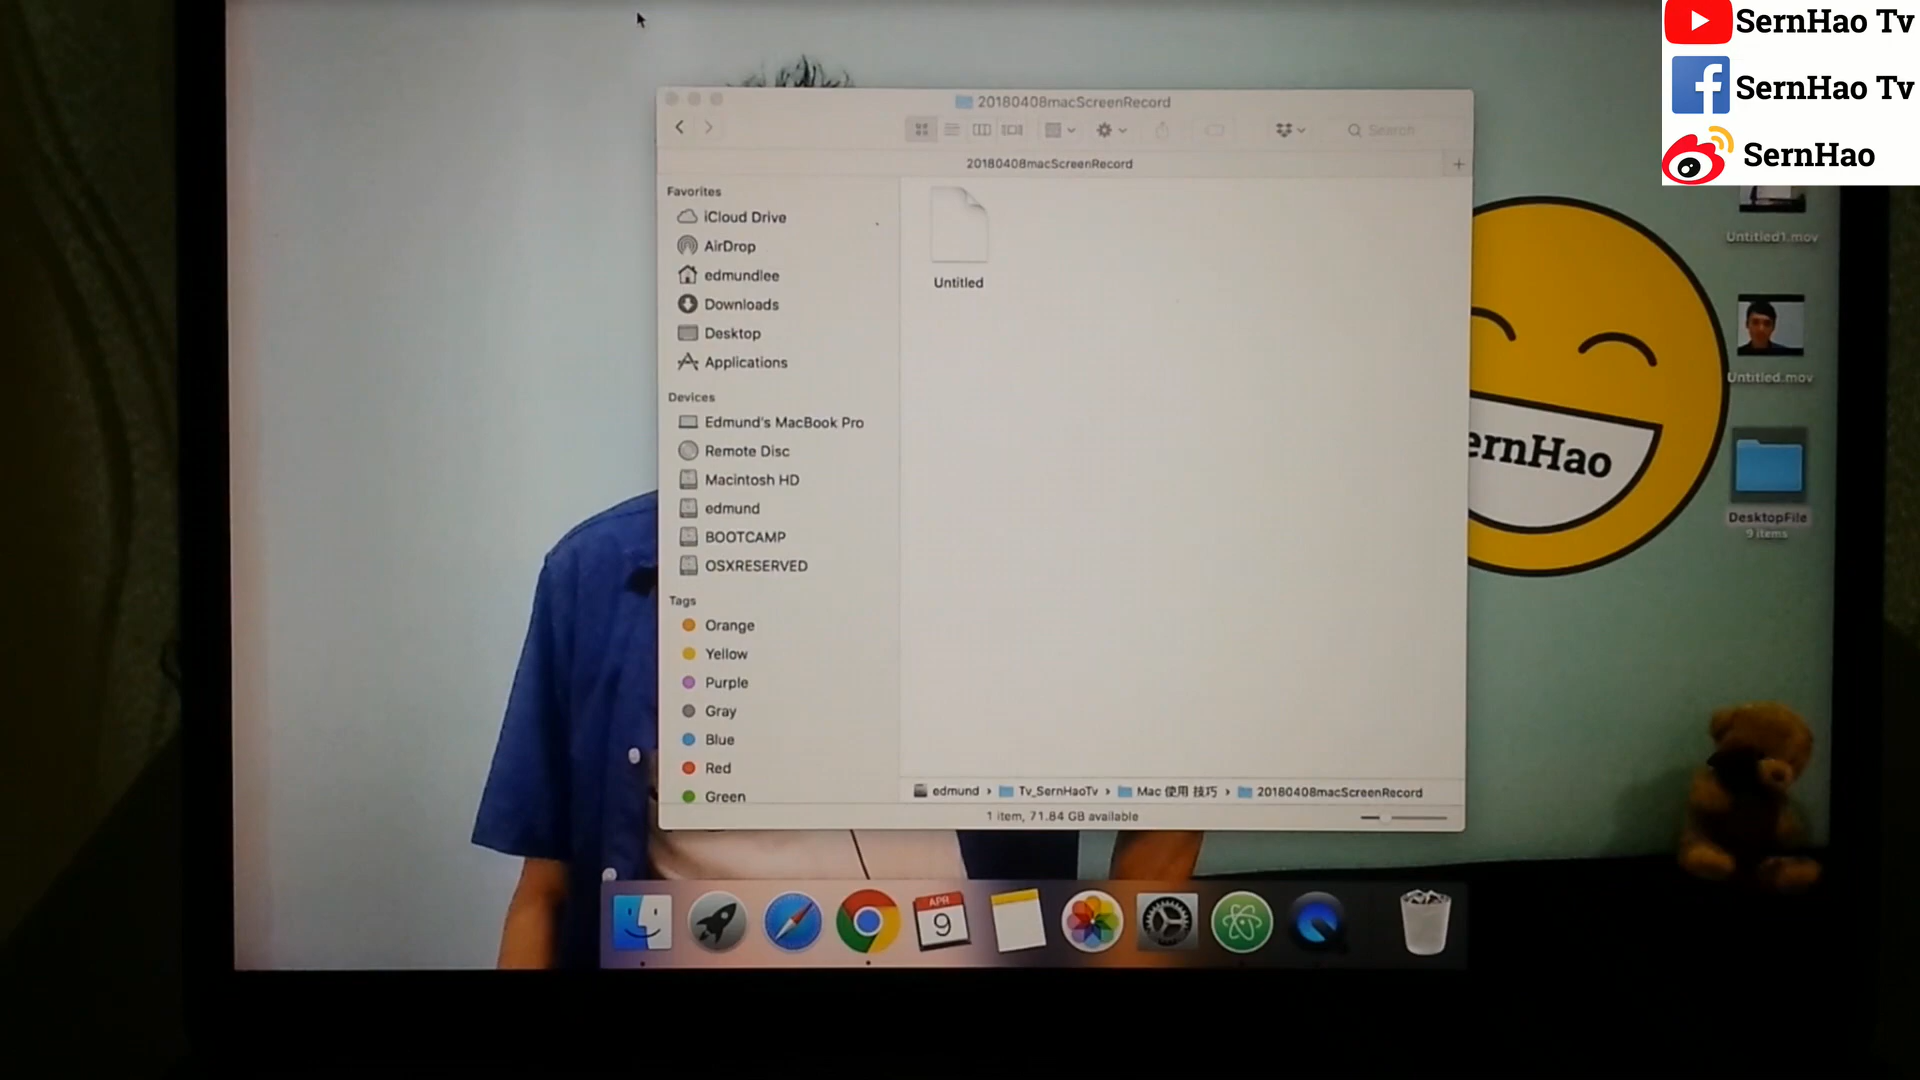 SernHao Tv
SernHao Tv
SernHao
20180408macScreenRecord
Search
20180408macScreenRecord
Favorites
iCloud Drive
AirDrop
edmundlee
Downloads
Desktop
Applications
Devices
Edmund's MacBook Pro
Remote Disc
Macintosh HD
edmund
BOOTCAMP
OSXRESERVED
Tags
Orange
Yellow
Purple
Gray
Blue
Red
Green
Untitled
edmund › Tv_SernHaoTv › Mac 使用 技巧 › 20180408macScreenRecord
1 item, 71.84 GB available
Untitled1.mov
Untitled.mov
ernHao
DesktopFile
9 items
APR
9